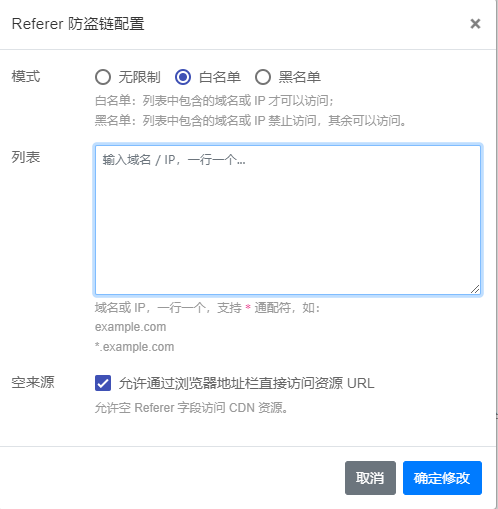 Referer 防盗链配置
×
模式
无限制 白名单 黑名单
白名单：列表中包含的域名或 IP 才可以访问；
黑名单：列表中包含的域名或 IP 禁止访问，其余可以访问。
列表
输入域名 / IP，一行一个...
域名或 IP，一行一个，支持 * 通配符，如：
example.com
*.example.com
空来源
允许通过浏览器地址栏直接访问资源 URL
允许空 Referer 字段访问 CDN 资源。
取消 确定修改